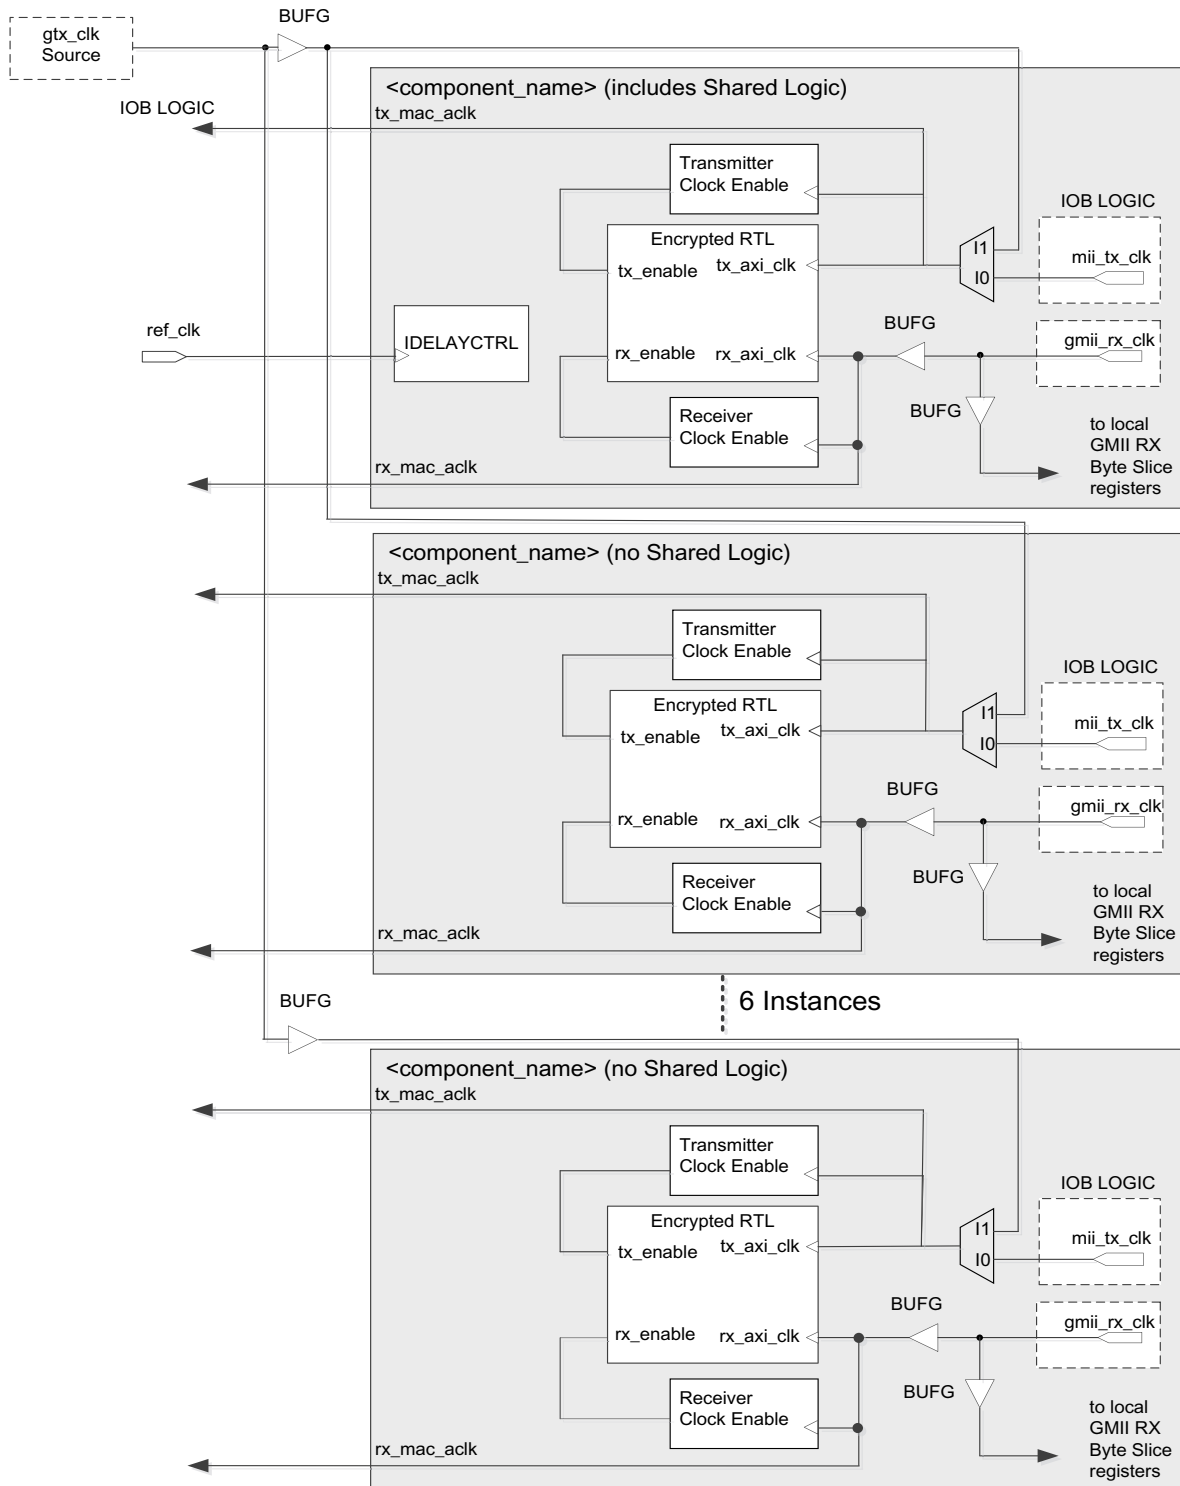 BUFG
gtx_clk
Source
<component_name> (includes Shared Logic)
IOB LOGIC
tx_mac_aclk
Transmitter
Clock Enable
IOB LOGIC
Encrypted RTL
I1
mii_tx_clk
tx_enable
tx_axi_clk
I0
ref_clk
IDELAYCTRL
BUFG
gmii_rx_clk
rx_enable
rx_axi_clk
BUFG
Receiver
Clock Enable
to local
GMII RX
Byte Slice
registers
rx_mac_aclk
<component_name> (no Shared Logic)
tx_mac_aclk
Transmitter
Clock Enable
IOB LOGIC
Encrypted RTL
I1
mii_tx_clk
tx_enable
tx_axi_clk
I0
BUFG
gmii_rx_clk
rx_enable
rx_axi_clk
BUFG
Receiver
Clock Enable
to local
GMII RX
Byte Slice
registers
rx_mac_aclk
6 Instances
BUFG
<component_name> (no Shared Logic)
tx_mac_aclk
Transmitter
Clock Enable
IOB LOGIC
Encrypted RTL
I1
mii_tx_clk
tx_enable
tx_axi_clk
I0
BUFG
gmii_rx_clk
rx_enable
rx_axi_clk
BUFG
Receiver
Clock Enable
to local
GMII RX
Byte Slice
registers
rx_mac_aclk